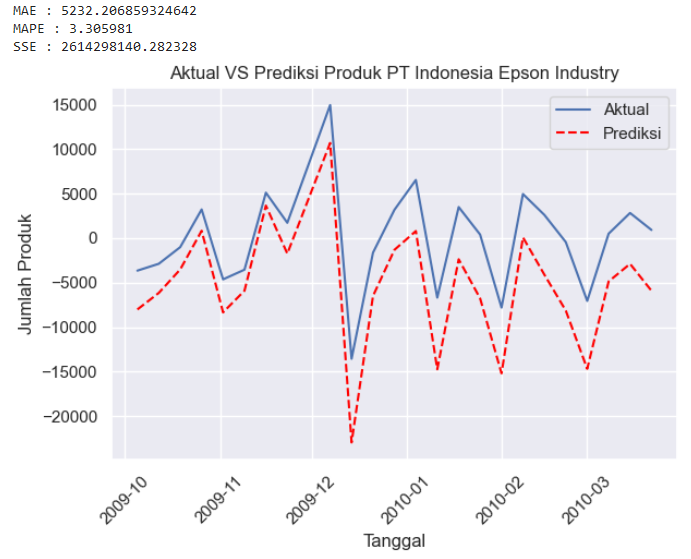 MAE : 5232.206859324642
MAPE : 3.305981
SSE : 2614298140.282328
Aktual VS Prediksi Produk PT Indonesia Epson Industry
Aktual
Prediksi
15000
10000
5000
0
−5000
−10000
−15000
−20000
Jumlah Produk
2009-10
2009-11
2009-12
2010-01
2010-02
2010-03
Tanggal